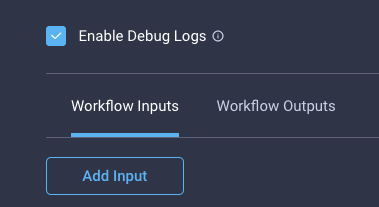 Enable Debug Logs
Workflow Inputs
Workflow Outputs
Add Input